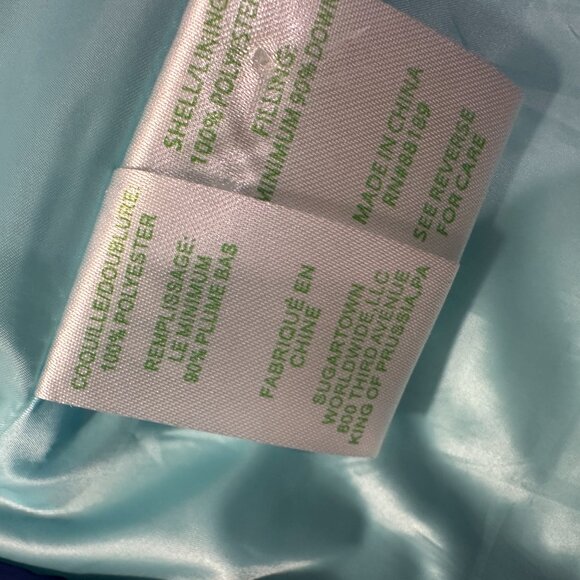 SHELL/LINING:
100% POLYESTER
FILLING:
MINIMUM 90% DOWN
MADE IN CHINA
RN#88189
SEE REVERSE
FOR CARE
COQUILLE/DOUBLURE:
100% POLYESTER
REMPLISSAGE:
LE MINIMUM
90% PLUME BAS
FABRIQUÉ EN
CHINE
SUGARTOWN
WORLDWIDE, LLC
800 THIRD AVENUE
KING OF PRUSSIA,PA